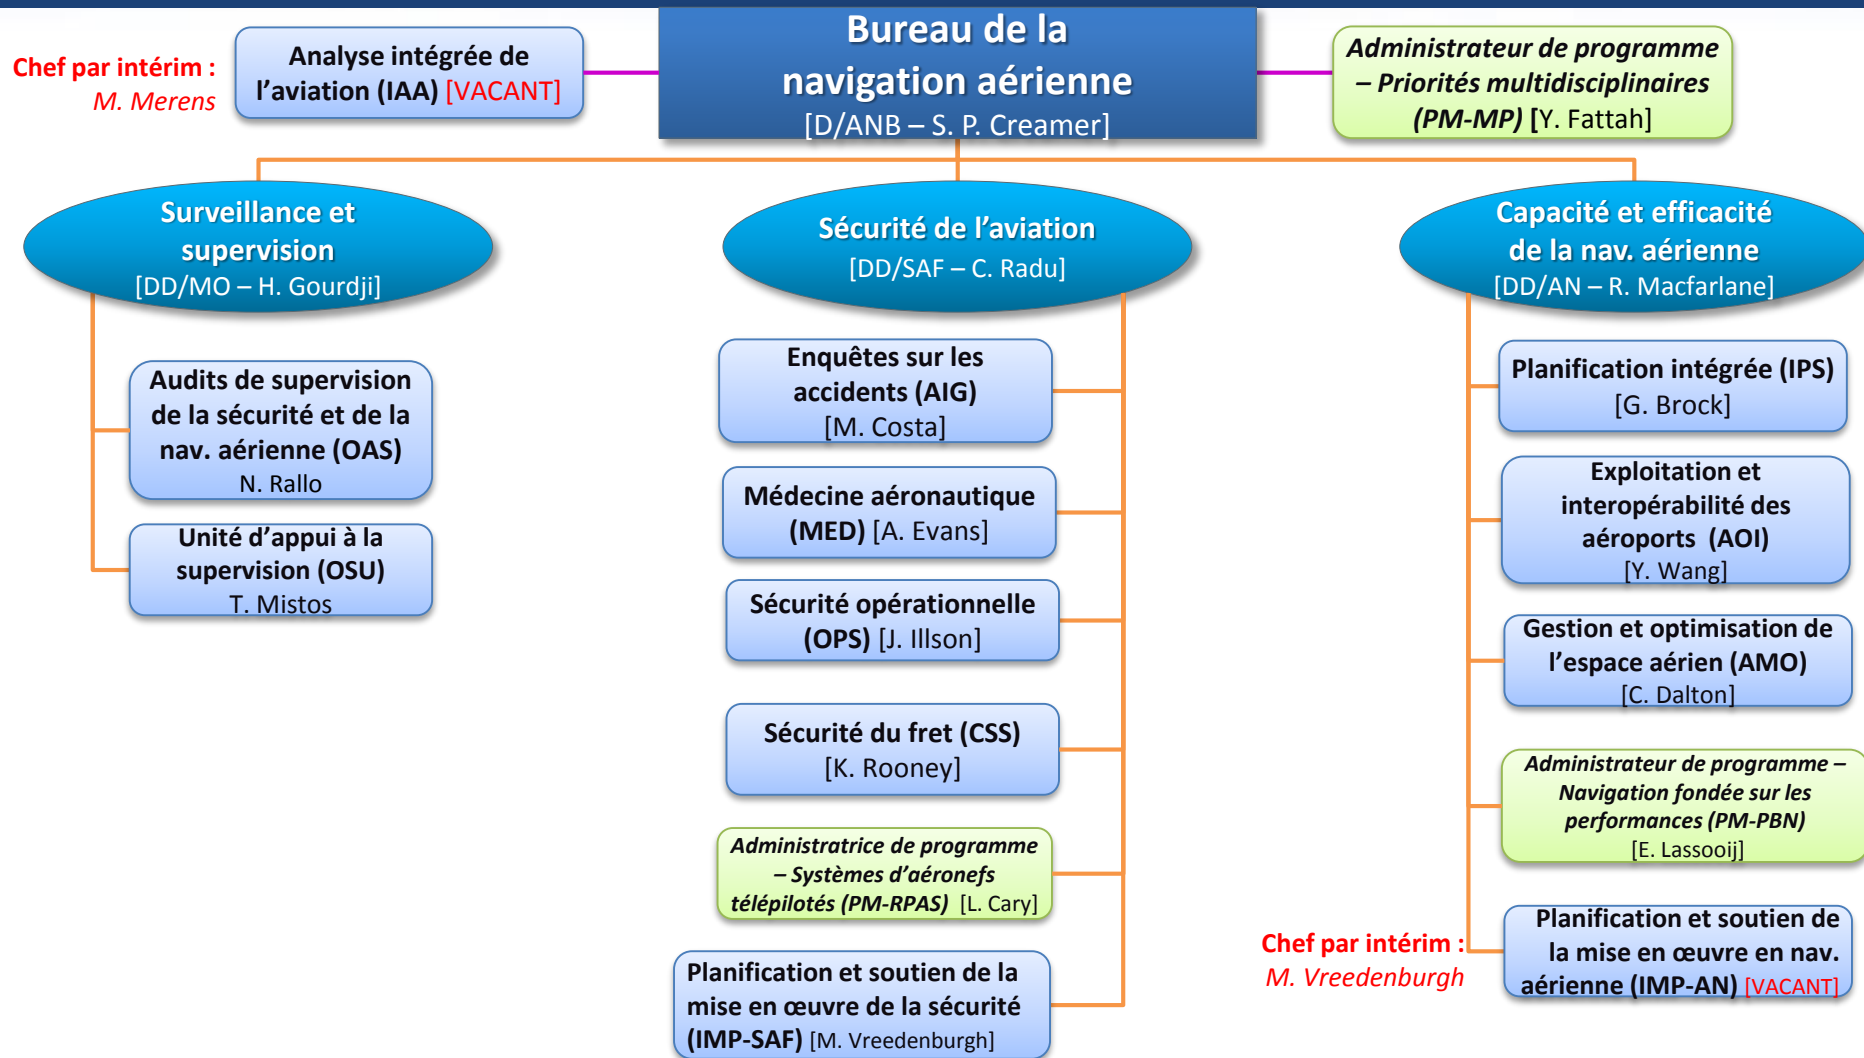 Bureau de la
navigation aérienne
[D/ANB – S. P. Creamer]
Chef par intérim :
M. Merens
Analyse intégrée de
l’aviation (IAA) [VACANT]
Administrateur de programme
– Priorités multidisciplinaires
(PM-MP) [Y. Fattah]
Surveillance et
supervision
[DD/MO – H. Gourdji]
Audits de supervision
de la sécurité et de la
nav. aérienne (OAS)
N. Rallo
Unité d’appui à la
supervision (OSU)
T. Mistos
Sécurité de l’aviation
[DD/SAF – C. Radu]
Enquêtes sur les
accidents (AIG)
[M. Costa]
Médecine aéronautique
(MED) [A. Evans]
Sécurité opérationnelle
(OPS) [J. Illson]
Sécurité du fret (CSS)
[K. Rooney]
Administratrice de programme
– Systèmes d’aéronefs
télépilotés (PM-RPAS) [L. Cary]
Planification et soutien de la
mise en œuvre de la sécurité
(IMP-SAF) [M. Vreedenburgh]
Capacité et efficacité
de la nav. aérienne
[DD/AN – R. Macfarlane]
Planification intégrée (IPS)
[G. Brock]
Exploitation et
interopérabilité des
aéroports (AOI)
[Y. Wang]
Gestion et optimisation de
l’espace aérien (AMO)
[C. Dalton]
Administrateur de programme –
Navigation fondée sur les
performances (PM-PBN)
[E. Lassooij]
Chef par intérim :
M. Vreedenburgh
Planification et soutien de
la mise en œuvre en nav.
aérienne (IMP-AN) [VACANT]